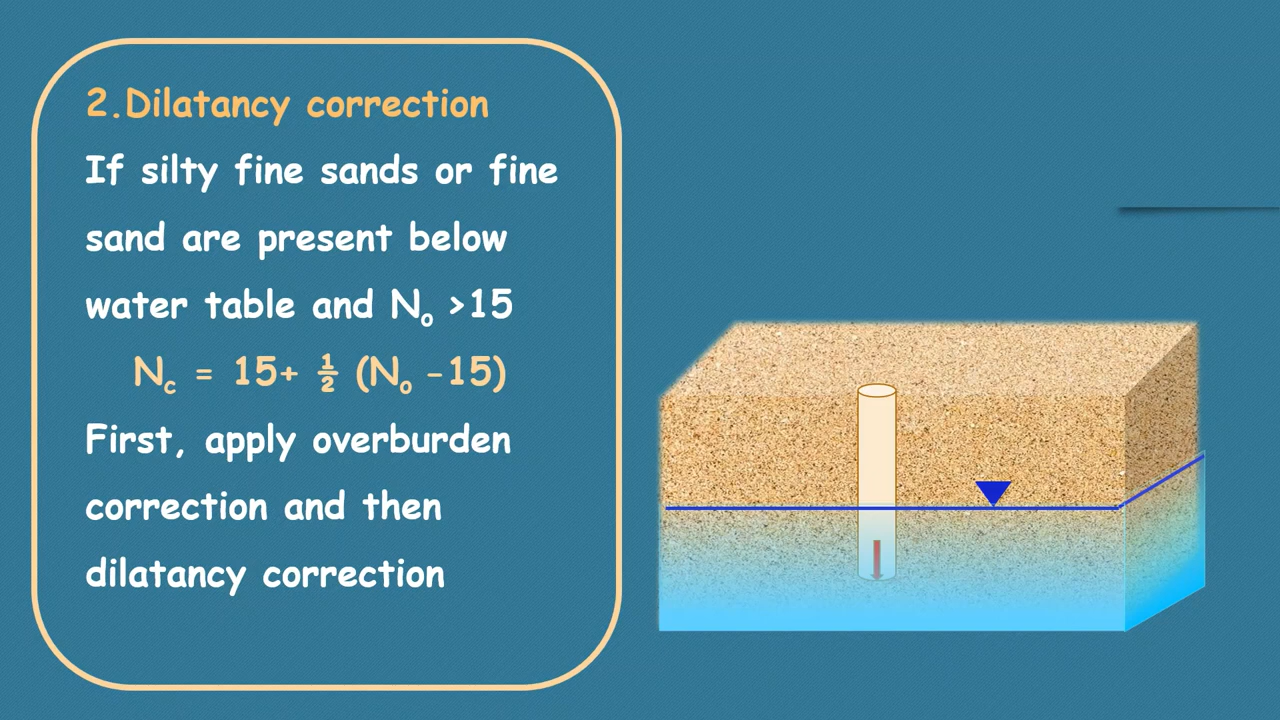 2.Dilatancy correction
If silty fine sands or fine
sand are present below
water table and Nₒ >15
N꜀ = 15+ ½ (Nₒ -15)
First, apply overburden
correction and then
dilatancy correction